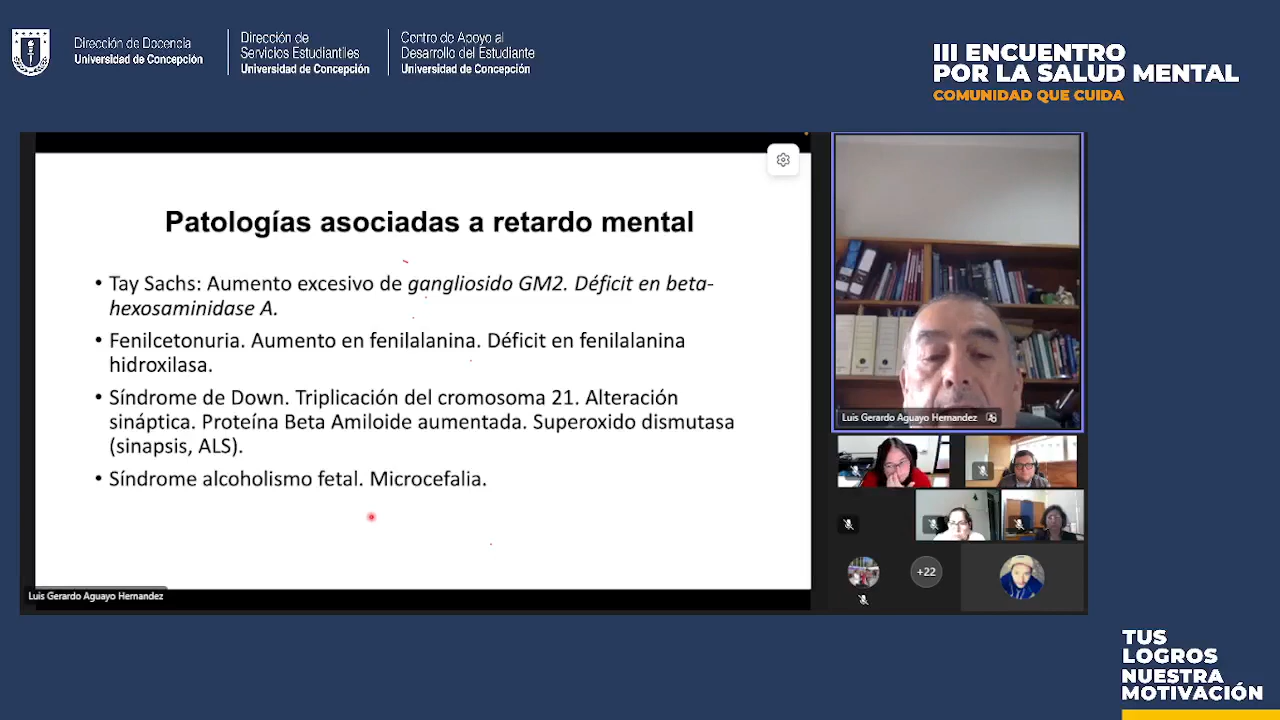 Dirección de Docencia
Universidad de Concepción
Dirección de
Servicios Estudiantiles
Universidad de Concepción
Centro de Apoyo al
Desarrollo del Estudiante
Universidad de Concepción
III ENCUENTRO
POR LA SALUD MENTAL
COMUNIDAD QUE CUIDA
Patologías asociadas a retardo mental
• Tay Sachs: Aumento excesivo de gangliosido GM2. Déficit en beta-
hexosaminidase A.
• Fenilcetonuria. Aumento en fenilalanina. Déficit en fenilalanina
hidroxilasa.
• Síndrome de Down. Triplicación del cromosoma 21. Alteración
sináptica. Proteína Beta Amiloide aumentada. Superoxido dismutasa
(sinapsis, ALS).
• Síndrome alcoholismo fetal. Microcefalia.
Luis Gerardo Aguayo Hernandez
Luis Gerardo Aguayo Hernandez
+22
TUS
LOGROS
NUESTRA
MOTIVACIÓN